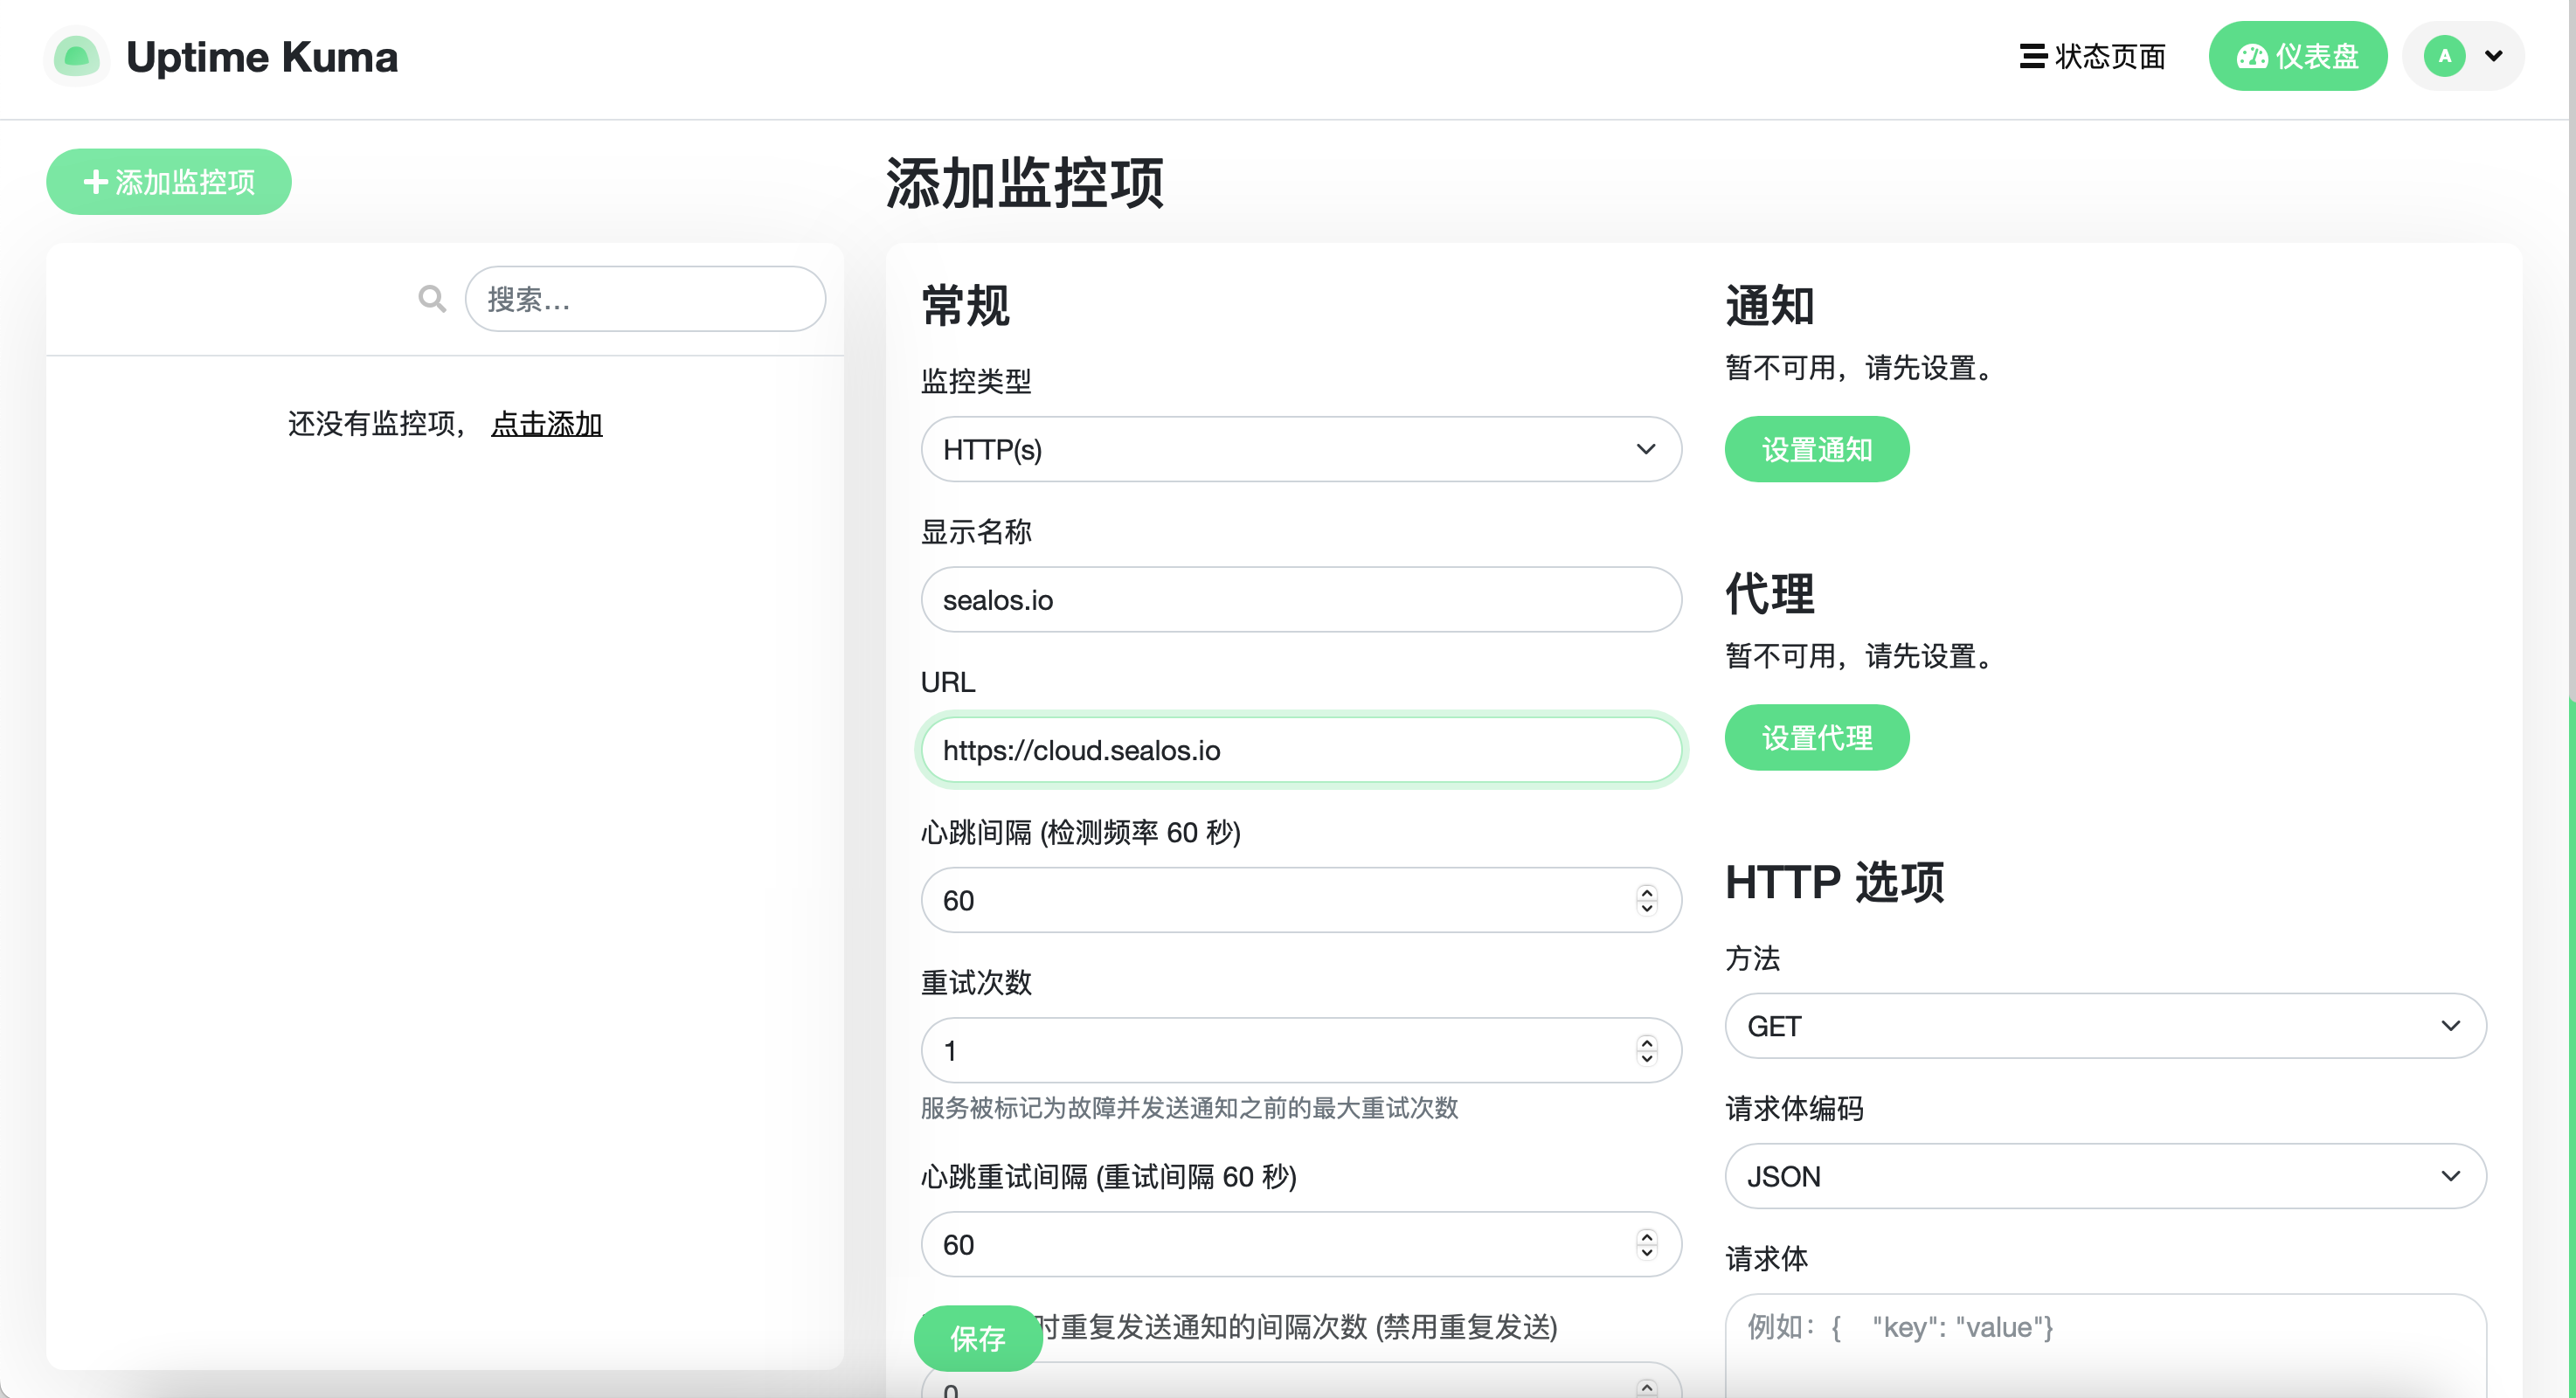 Uptime Kuma
状态页面
仪表盘
A
添加监控项
搜索...
还没有监控项， 点击添加
添加监控项
常规
监控类型
HTTP(s)
显示名称
sealos.io
URL
https://cloud.sealos.io
心跳间隔 (检测频率 60 秒)
60
重试次数
1
服务被标记为故障并发送通知之前的最大重试次数
心跳重试间隔 (重试间隔 60 秒)
60
时重复发送通知的间隔次数 (禁用重复发送)
保存
0
通知
暂不可用，请先设置。
设置通知
代理
暂不可用，请先设置。
设置代理
HTTP 选项
方法
GET
请求体编码
JSON
请求体
例如：{ "key": "value"}